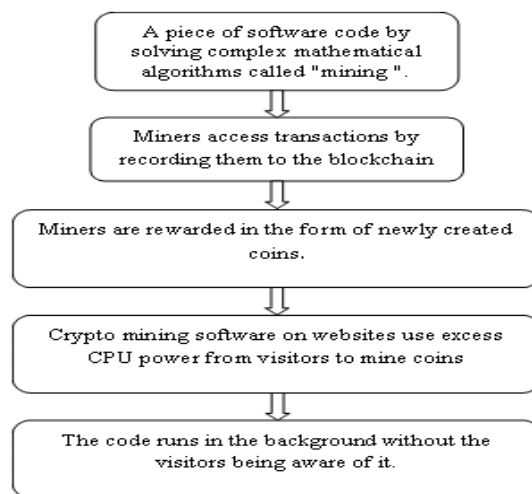 A piece of software code by
solving complex mathematical
algorithms called "mining ".
Miners access transactions by
recording them to the blockchain
Miners are rewarded in the form of newly created
coins.
Crypto mining software on websites use excess
CPU power from visitors to mine coins
The code runs in the background without the
visitors being aware of it.